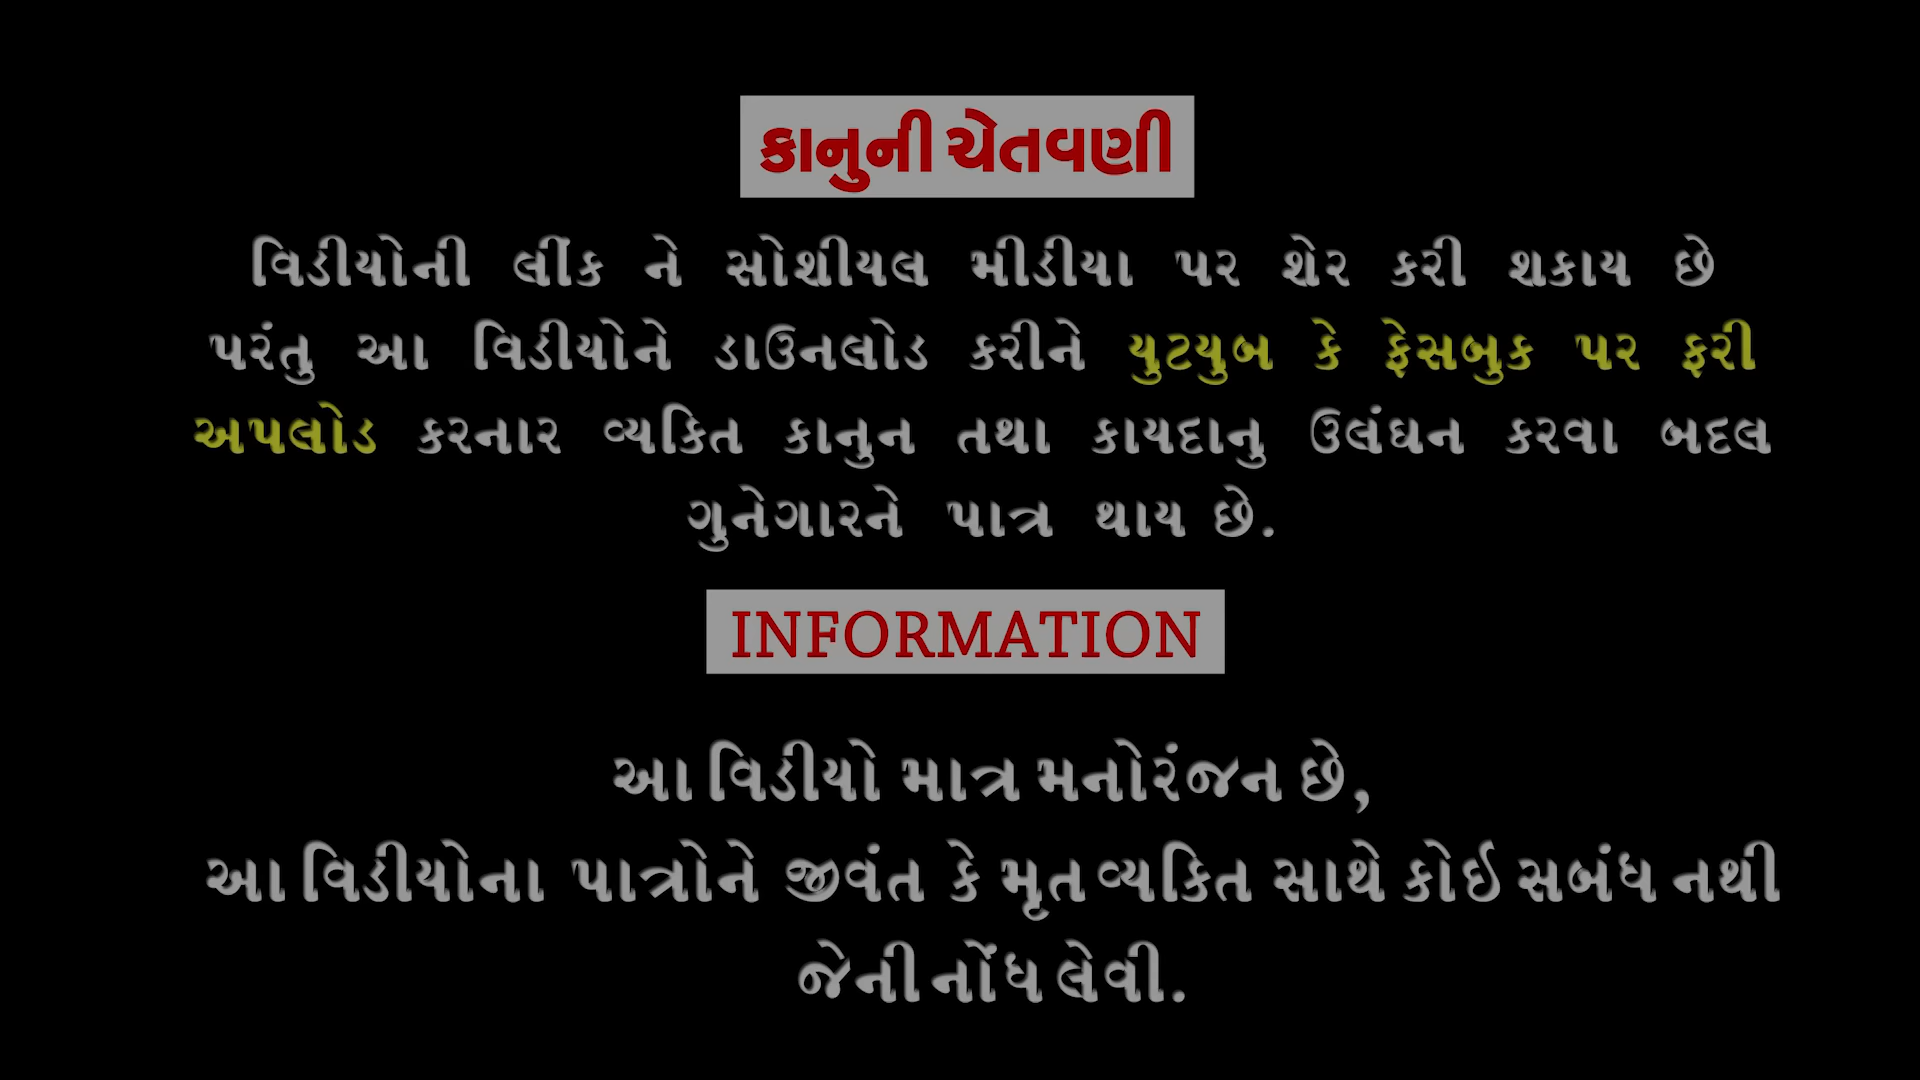 કાનુની ચેતવણી
વિડીયોની લીંક ને સોશીયલ મીડીયા પર શેર કરી શકાય છે
પરંતુ આ વિડીયોને ડાઉનલોડ કરીને યુટયુબ કે ફેસબુક પર ફરી
અપલોડ કરનાર વ્યકિત કાનુન તથા કાયદાનુ ઉલંઘન કરવા બદલ
ગુનેગારને પાત્ર થાય છે.
INFORMATION
આ વિડીયો માત્ર મનોરંજન છે,
આ વિડીયોના પાત્રોને જીવંત કે મૃત વ્યકિત સાથે કોઈ સબંધ નથી
જેની નોંધ લેવી.